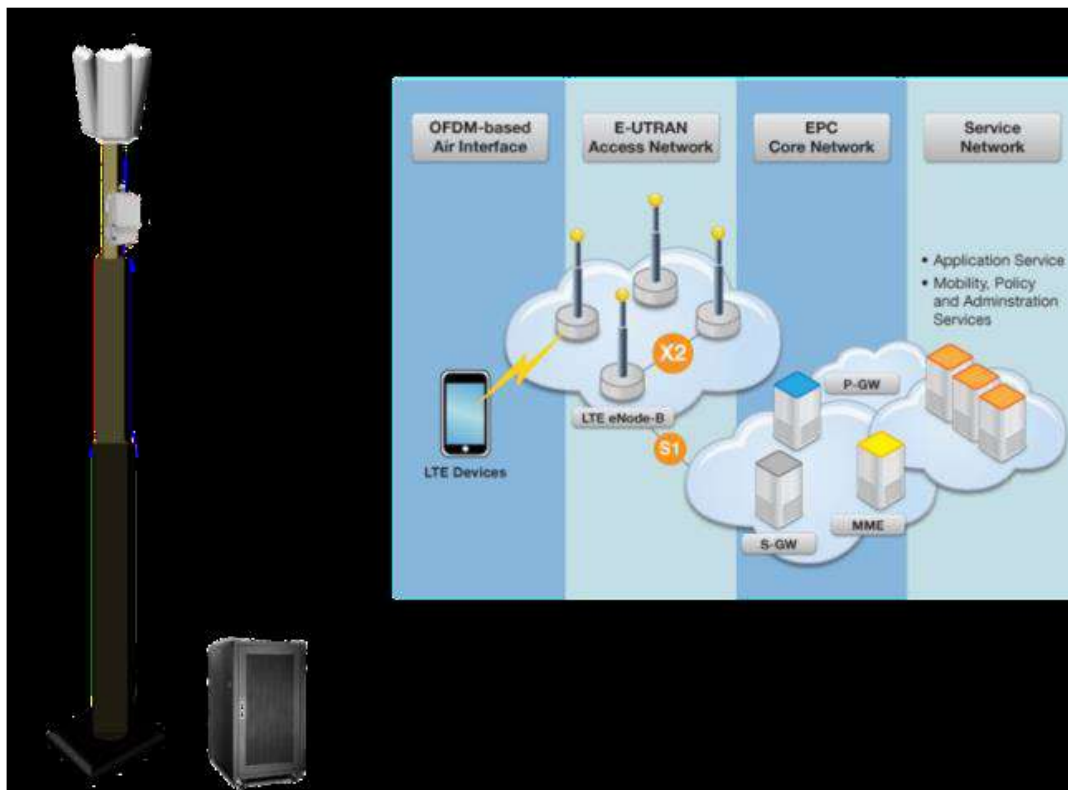 OFDM-based
Air Interface
E-UTRAN
Access Network
EPC
Core Network
Service
Network
• Application Service
• Mobility, Policy
and Adminstration
Services
X2
P-GW
LTE eNode-B
S1
LTE Devices
MME
S-GW